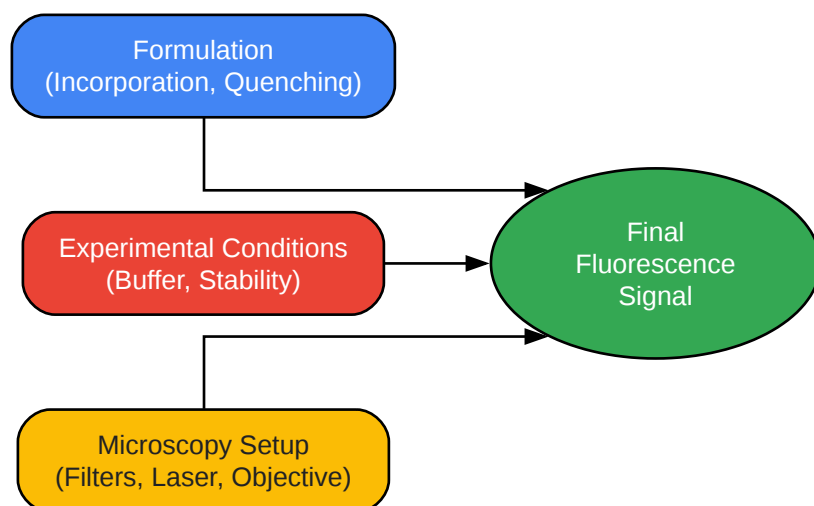 Formulation
(Incorporation, Quenching)
Experimental Conditions
(Buffer, Stability)
Final
Fluorescence
Signal
Microscopy Setup
(Filters, Laser, Objective)